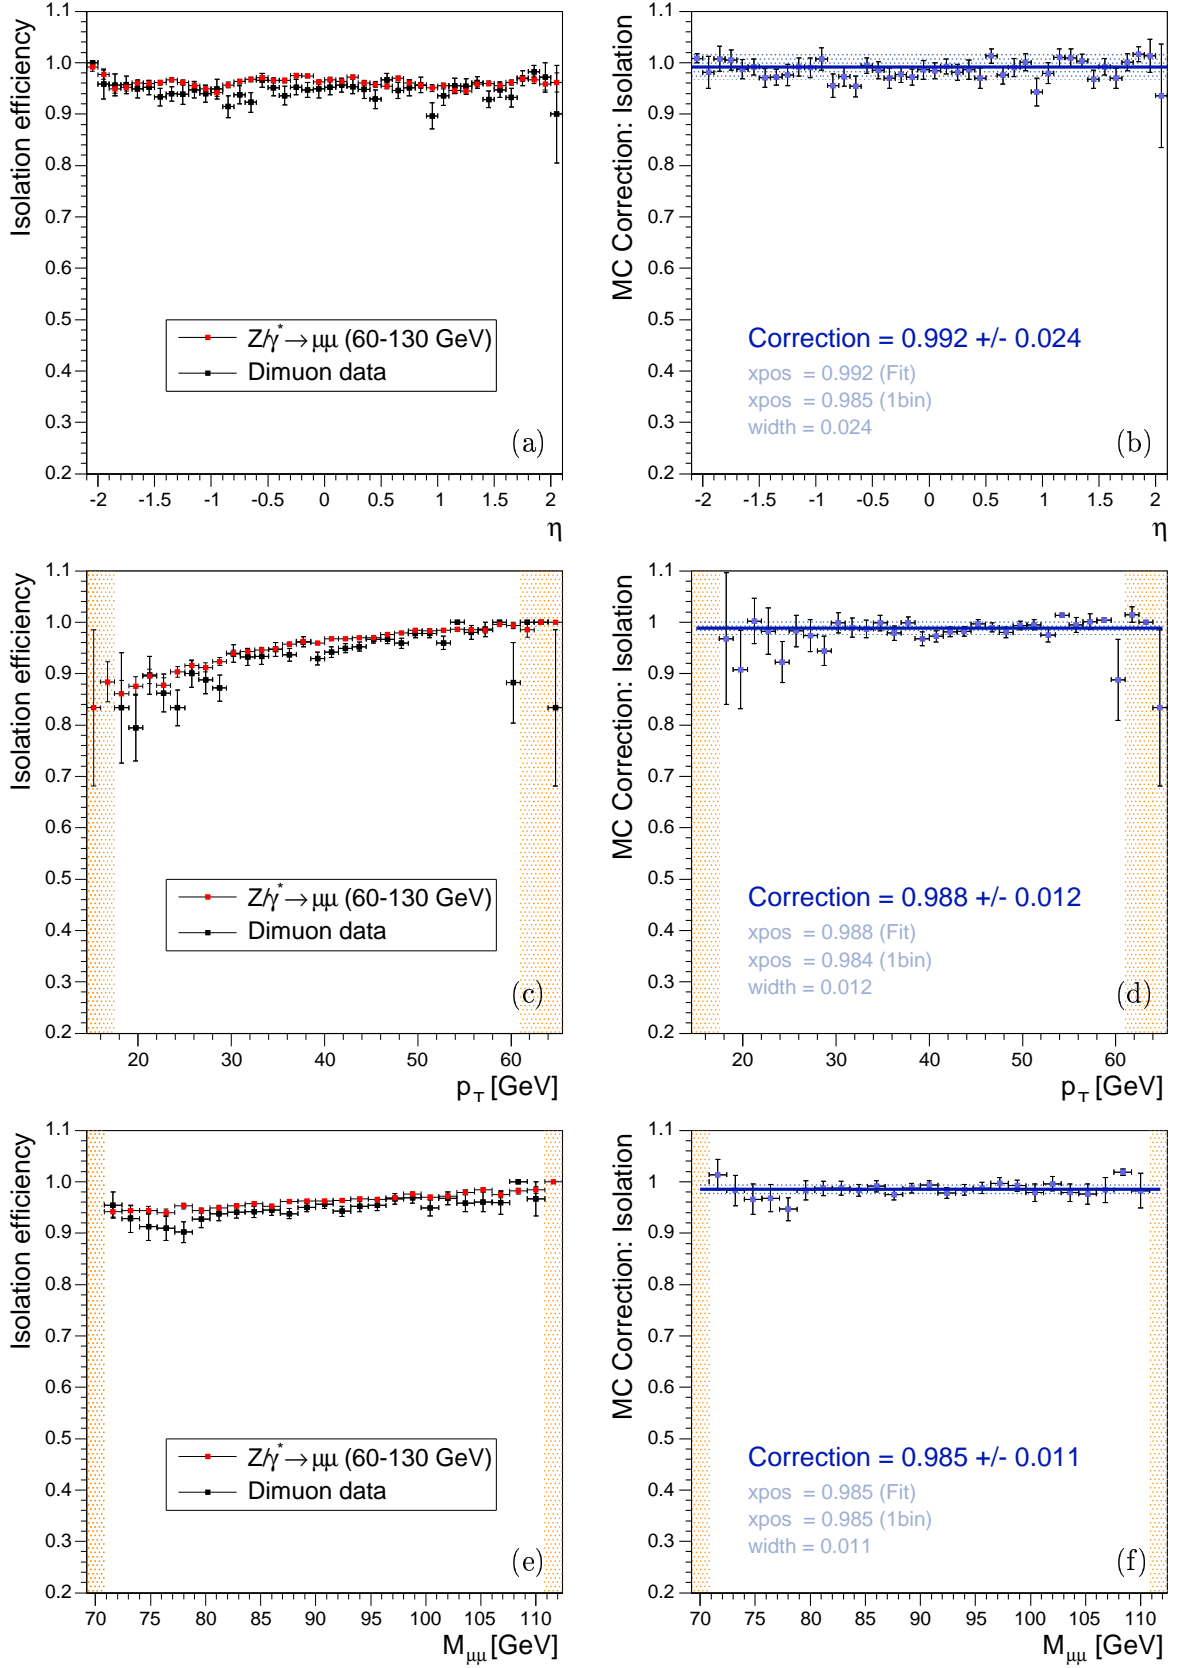 Isolation efficiency
1.1
1.0
0.9
0.8
0.7
0.6
0.5
0.4
0.3
0.2
Z/γ* → μμ (60-130 GeV)
Dimuon data
(a)
-2 -1.5 -1 -0.5 0 0.5 1 1.5 2
η
MC Correction: Isolation
1.1
1.0
0.9
0.8
0.7
0.6
0.5
0.4
0.3
0.2
Correction = 0.992 +/- 0.024
xpos = 0.992 (Fit)
xpos = 0.985 (1bin)
width = 0.024
(b)
-2 -1.5 -1 -0.5 0 0.5 1 1.5 2
η
Isolation efficiency
1.1
1.0
0.9
0.8
0.7
0.6
0.5
0.4
0.3
0.2
Z/γ* → μμ (60-130 GeV)
Dimuon data
(c)
20 30 40 50 60
p_T [GeV]
MC Correction: Isolation
1.1
1.0
0.9
0.8
0.7
0.6
0.5
0.4
0.3
0.2
Correction = 0.988 +/- 0.012
xpos = 0.988 (Fit)
xpos = 0.984 (1bin)
width = 0.012
(d)
20 30 40 50 60
p_T [GeV]
Isolation efficiency
1.1
1.0
0.9
0.8
0.7
0.6
0.5
0.4
0.3
0.2
Z/γ* → μμ (60-130 GeV)
Dimuon data
(e)
70 75 80 85 90 95 100 105 110
M_μμ [GeV]
MC Correction: Isolation
1.1
1.0
0.9
0.8
0.7
0.6
0.5
0.4
0.3
0.2
Correction = 0.985 +/- 0.011
xpos = 0.985 (Fit)
xpos = 0.985 (1bin)
width = 0.011
(f)
70 75 80 85 90 95 100 105 110
M_μμ [GeV]